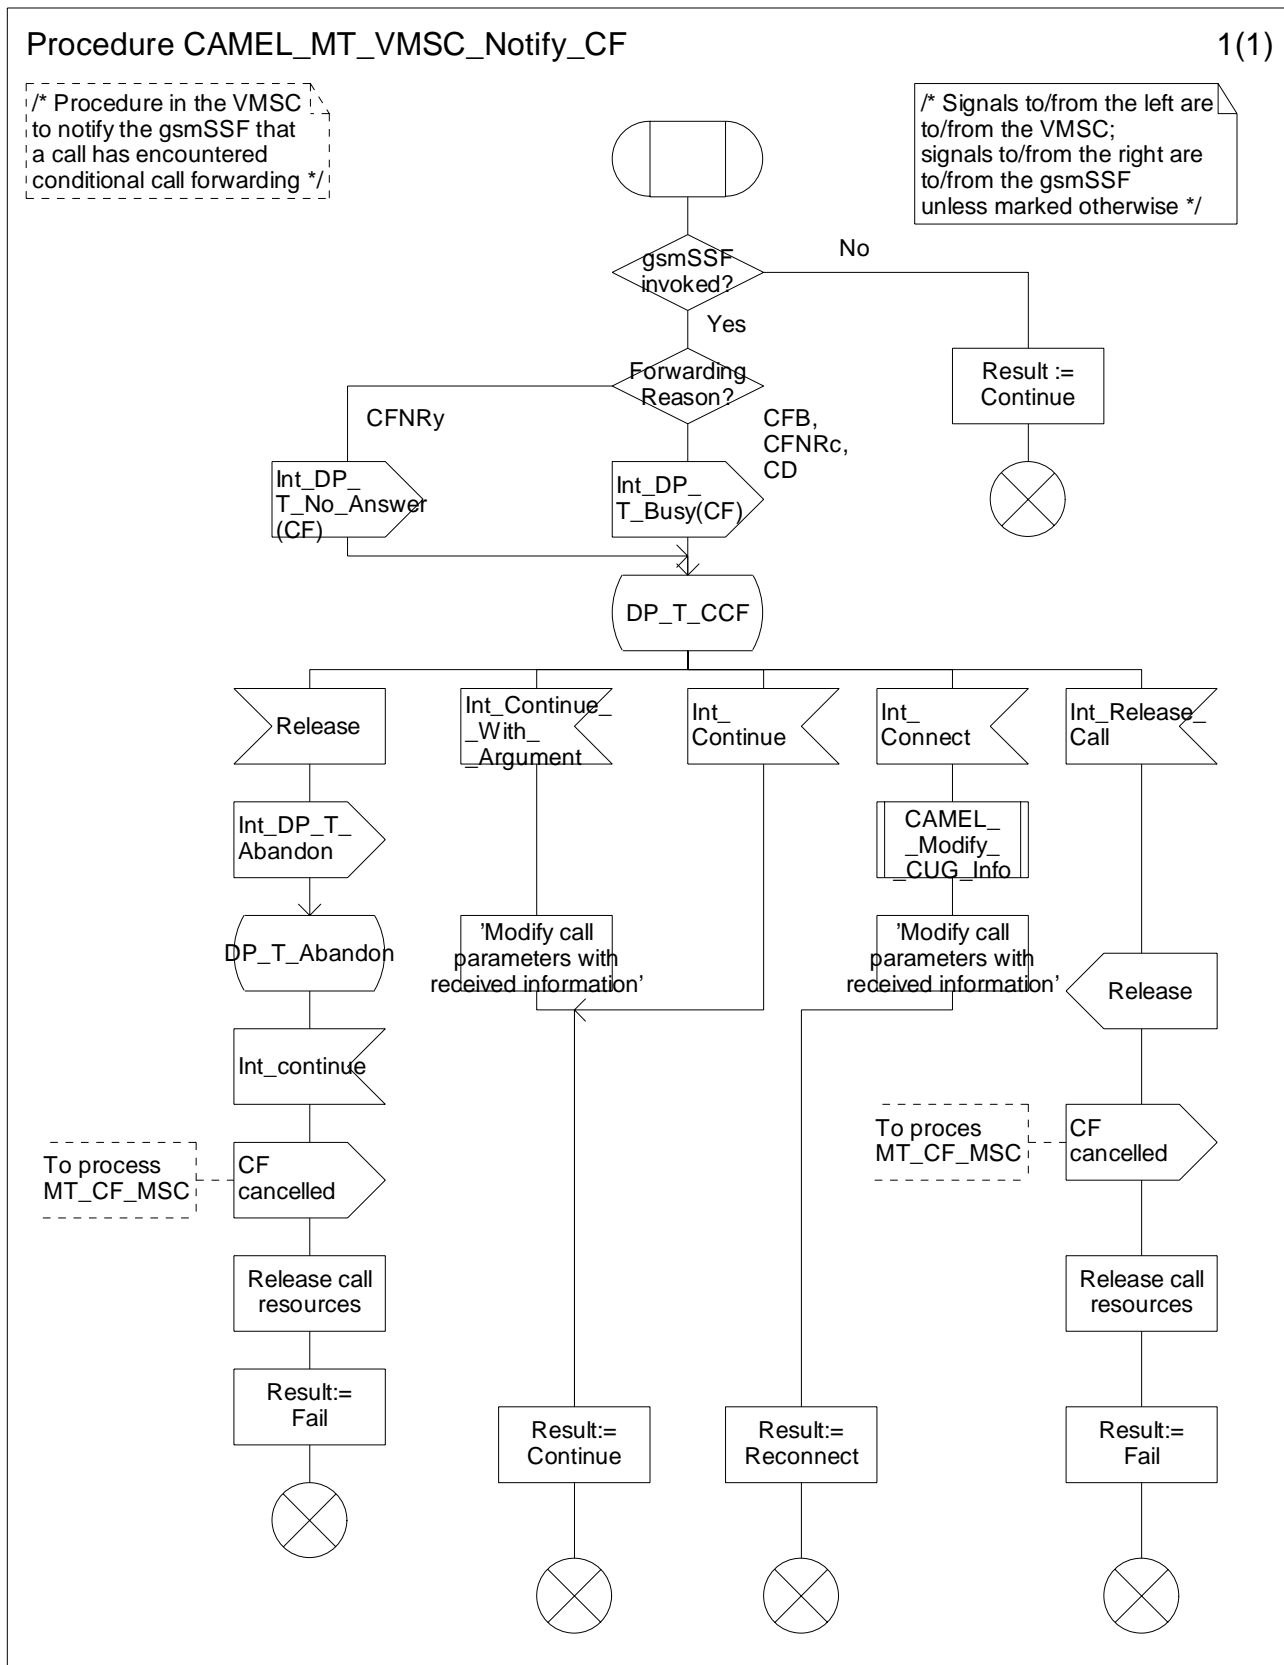 Procedure CAMEL_MT_VMSC_Notify_CF
1(1)
/* Procedure in the VMSC
to notify the gsmSSF that
a call has encountered
conditional call forwarding */
/* Signals to/from the left are
to/from the VMSC;
signals to/from the right are
to/from the gsmSSF
unless marked otherwise */
gsmSSF
invoked?
No
Yes
Forwarding
Reason?
Result :=
Continue
CFNRy
CFB,
CFNRc,
CD
Int_DP_
T_No_Answer
(CF)
Int_DP_
T_Busy(CF)
DP_T_CCF
Release
Int_Continue_
_With_
_Argument
Int_
Continue
Int_
Connect
Int_Release_
Call
Int_DP_T_
Abandon
CAMEL_
_Modify_
_CUG_Info
DP_T_Abandon
'Modify call
parameters with
received information'
'Modify call
parameters with
received information'
Release
Int_continue
To process
MT_CF_MSC
CF
cancelled
To proces
MT_CF_MSC
CF
cancelled
Release call
resources
Release call
resources
Result:=
Fail
Result:=
Continue
Result:=
Reconnect
Result:=
Fail